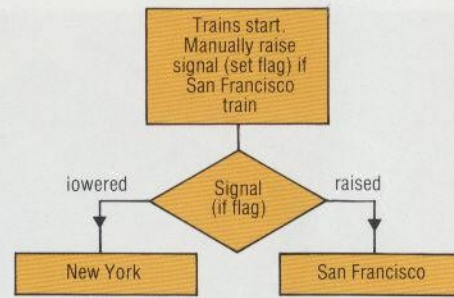 Trains start.
Manually raise
signal (set flag) if
San Francisco
train
iowered
Signal
(if flag)
raised
New York
San Francisco